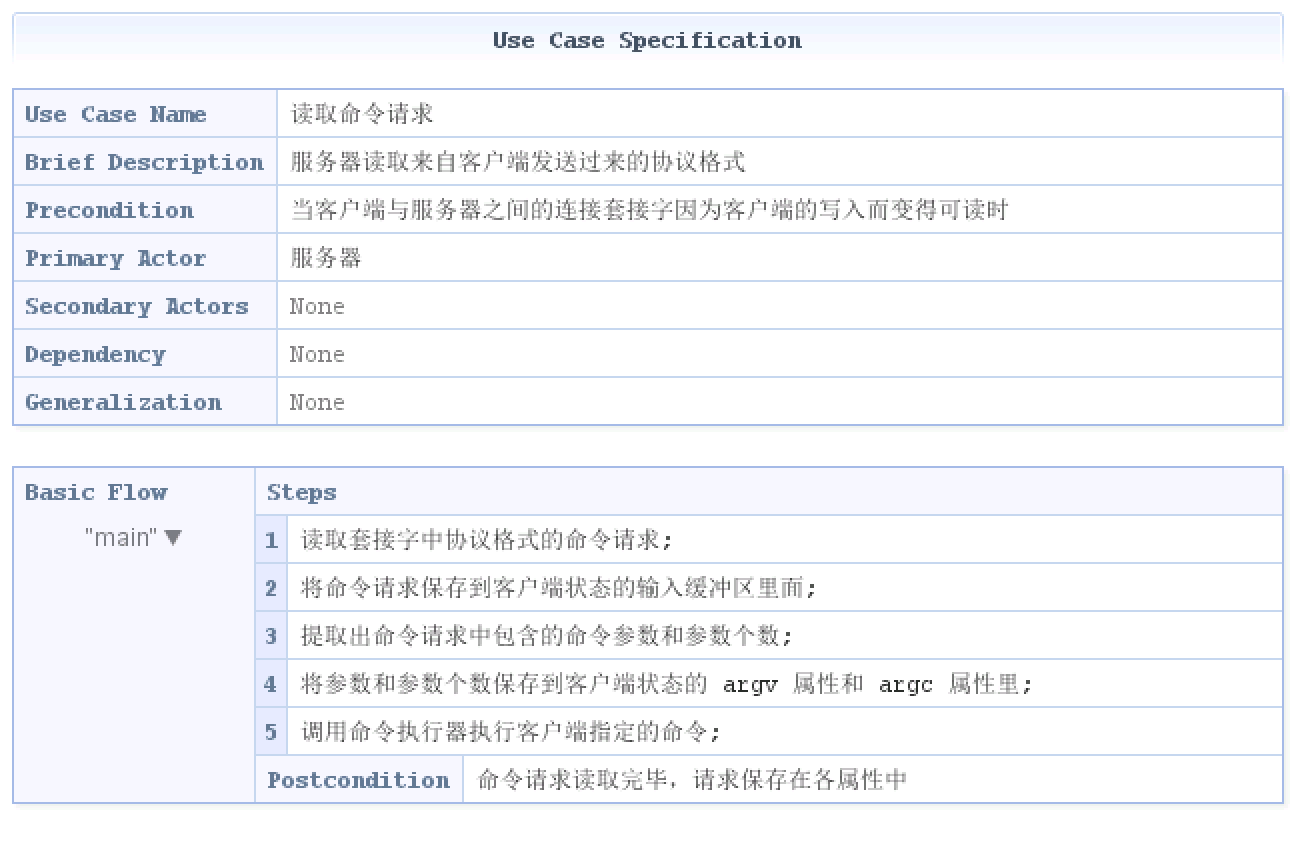 Use Case Specification
Use Case Name 读取命令请求
Brief Description 服务器读取来自客户端发送过来的协议格式
Precondition 当客户端与服务器之间的连接套接字因为客户端的写入而变得可读时
Primary Actor 服务器
Secondary Actors None
Dependency None
Generalization None
Basic Flow Steps
"main" ▼
1 读取套接字中协议格式的命令请求;
2 将命令请求保存到客户端状态的输入缓冲区里面;
3 提取出命令请求中包含的命令参数和参数个数;
4 将参数和参数个数保存到客户端状态的 argv 属性和 argc 属性里;
5 调用命令执行器执行客户端指定的命令;
Postcondition 命令请求读取完毕，请求保存在各属性中